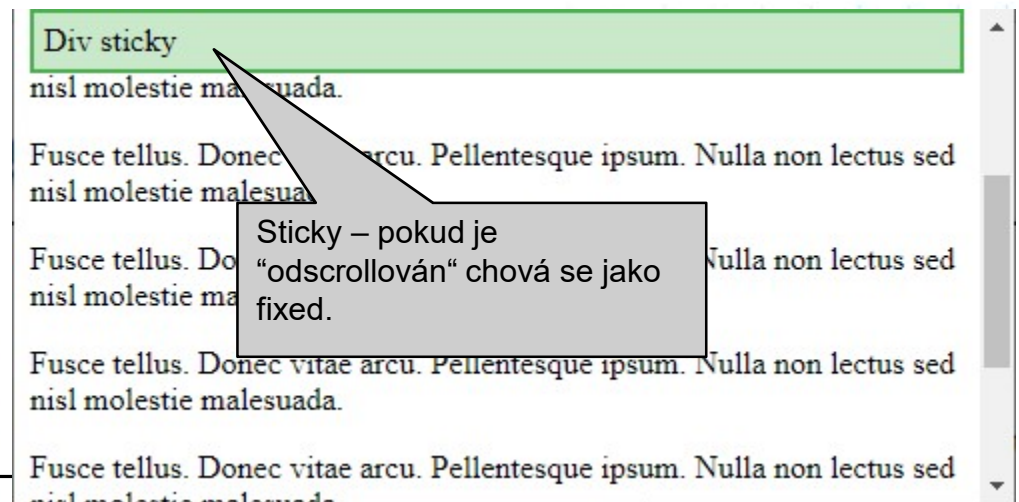 Div sticky
nisl molestie malesuada.
Fusce tellus. Donec arcu. Pellentesque ipsum. Nulla non lectus sed
nisl molestie
Sticky – pokud je
“odscrollován“ chová se jako
fixed.
Fusce tellus. Nulla non lectus sed
nisl molestie
Fusce tellus. Donec vitae arcu. Pellentesque ipsum. Nulla non lectus sed
nisl molestie malesuada.
Fusce tellus. Donec vitae arcu. Pellentesque ipsum. Nulla non lectus sed
nisl molestie malesuada.